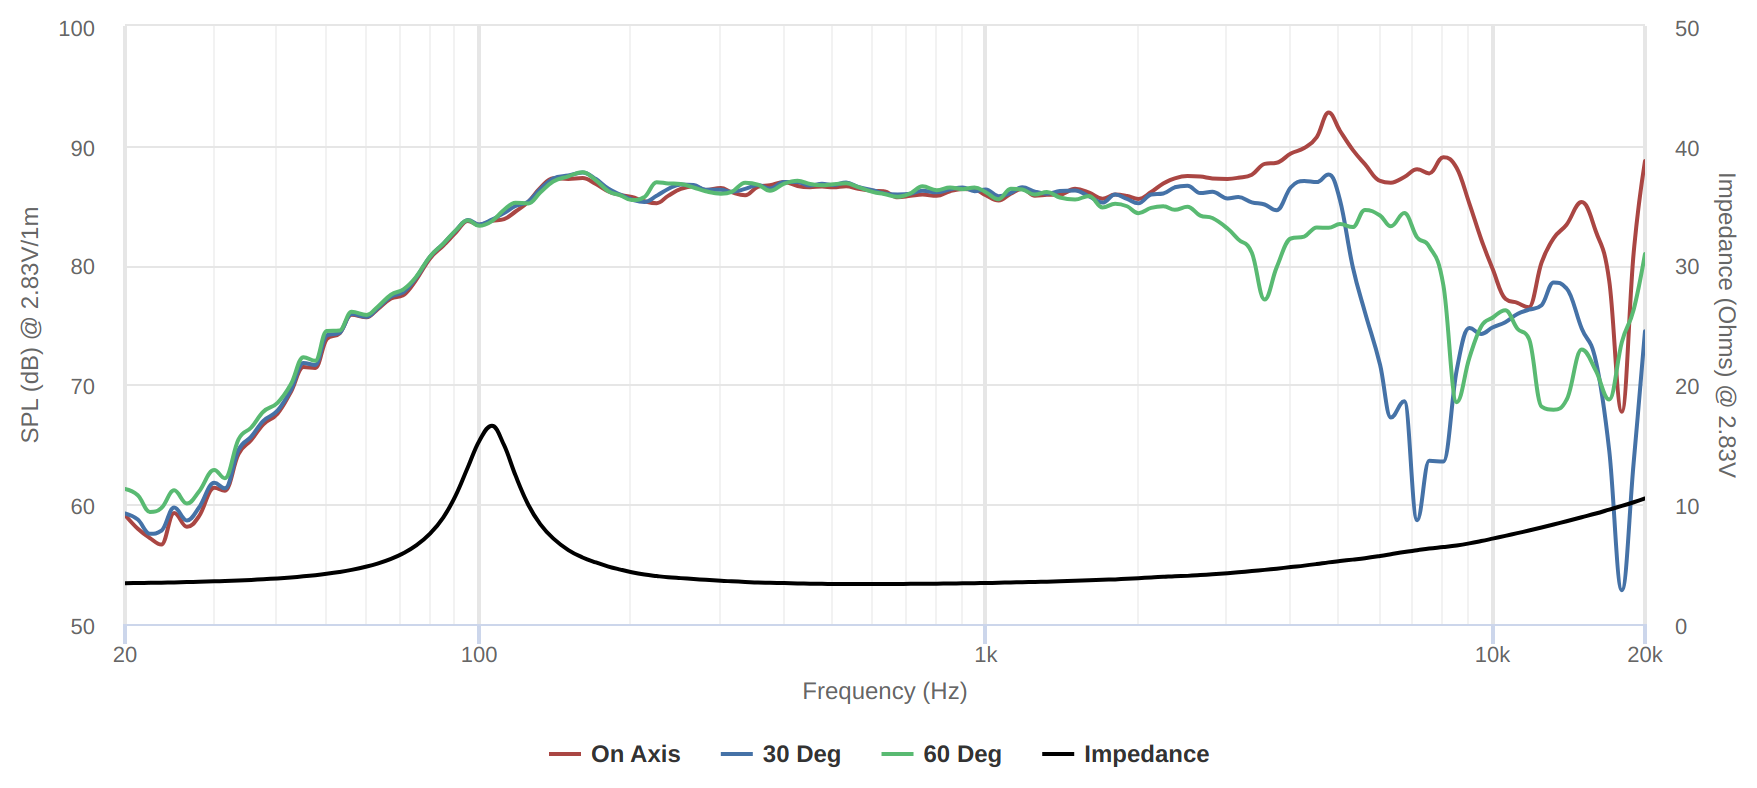 100
90
80
70
60
50
SPL (dB) @ 2.83V/1m
50
40
30
20
10
0
Impedance (Ohms) @ 2.83V
20
100
1k
10k
20k
Frequency (Hz)
On Axis
30 Deg
60 Deg
Impedance